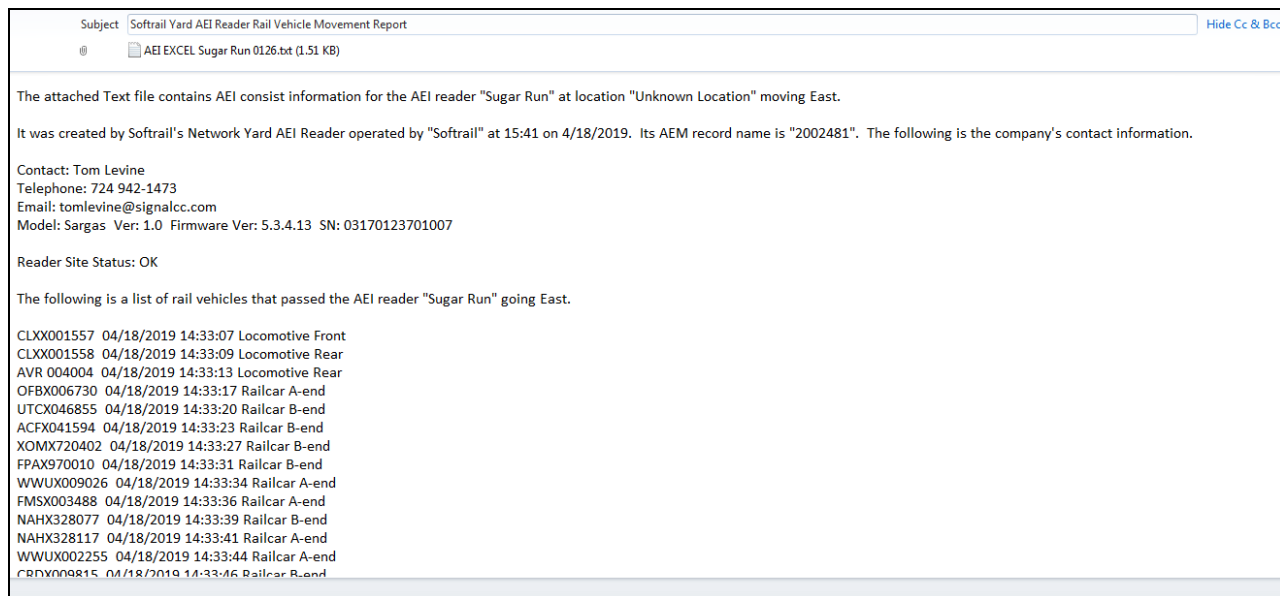 Subject Softrail Yard AEI Reader Rail Vehicle Movement Report Hide Cc & Bcc
AEI EXCEL Sugar Run 0126.txt (1.51 KB)
The attached Text file contains AEI consist information for the AEI reader "Sugar Run" at location "Unknown Location" moving East.
It was created by Softrail's Network Yard AEI Reader operated by "Softrail" at 15:41 on 4/18/2019.  Its AEM record name is "2002481".  The following is the company's contact information.
Contact: Tom Levine
Telephone: 724 942-1473
Email: tomlevine@signalcc.com
Model: Sargas  Ver: 1.0  Firmware Ver: 5.3.4.13  SN: 03170123701007
Reader Site Status: OK
The following is a list of rail vehicles that passed the AEI reader "Sugar Run" going East.
CLXX001557  04/18/2019 14:33:07 Locomotive Front
CLXX001558  04/18/2019 14:33:09 Locomotive Rear
AVR 004004  04/18/2019 14:33:13 Locomotive Rear
OFBX006730  04/18/2019 14:33:17 Railcar A-end
UTCX046855  04/18/2019 14:33:20 Railcar B-end
ACFX041594  04/18/2019 14:33:23 Railcar B-end
XOMX720402  04/18/2019 14:33:27 Railcar B-end
FPAX970010  04/18/2019 14:33:31 Railcar B-end
WWUX009026  04/18/2019 14:33:34 Railcar A-end
FMSX003488  04/18/2019 14:33:36 Railcar A-end
NAHX328077  04/18/2019 14:33:39 Railcar B-end
NAHX328117  04/18/2019 14:33:41 Railcar A-end
WWUX002255  04/18/2019 14:33:44 Railcar A-end
CRDX009815  04/18/2019 14:33:46 Railcar B-end